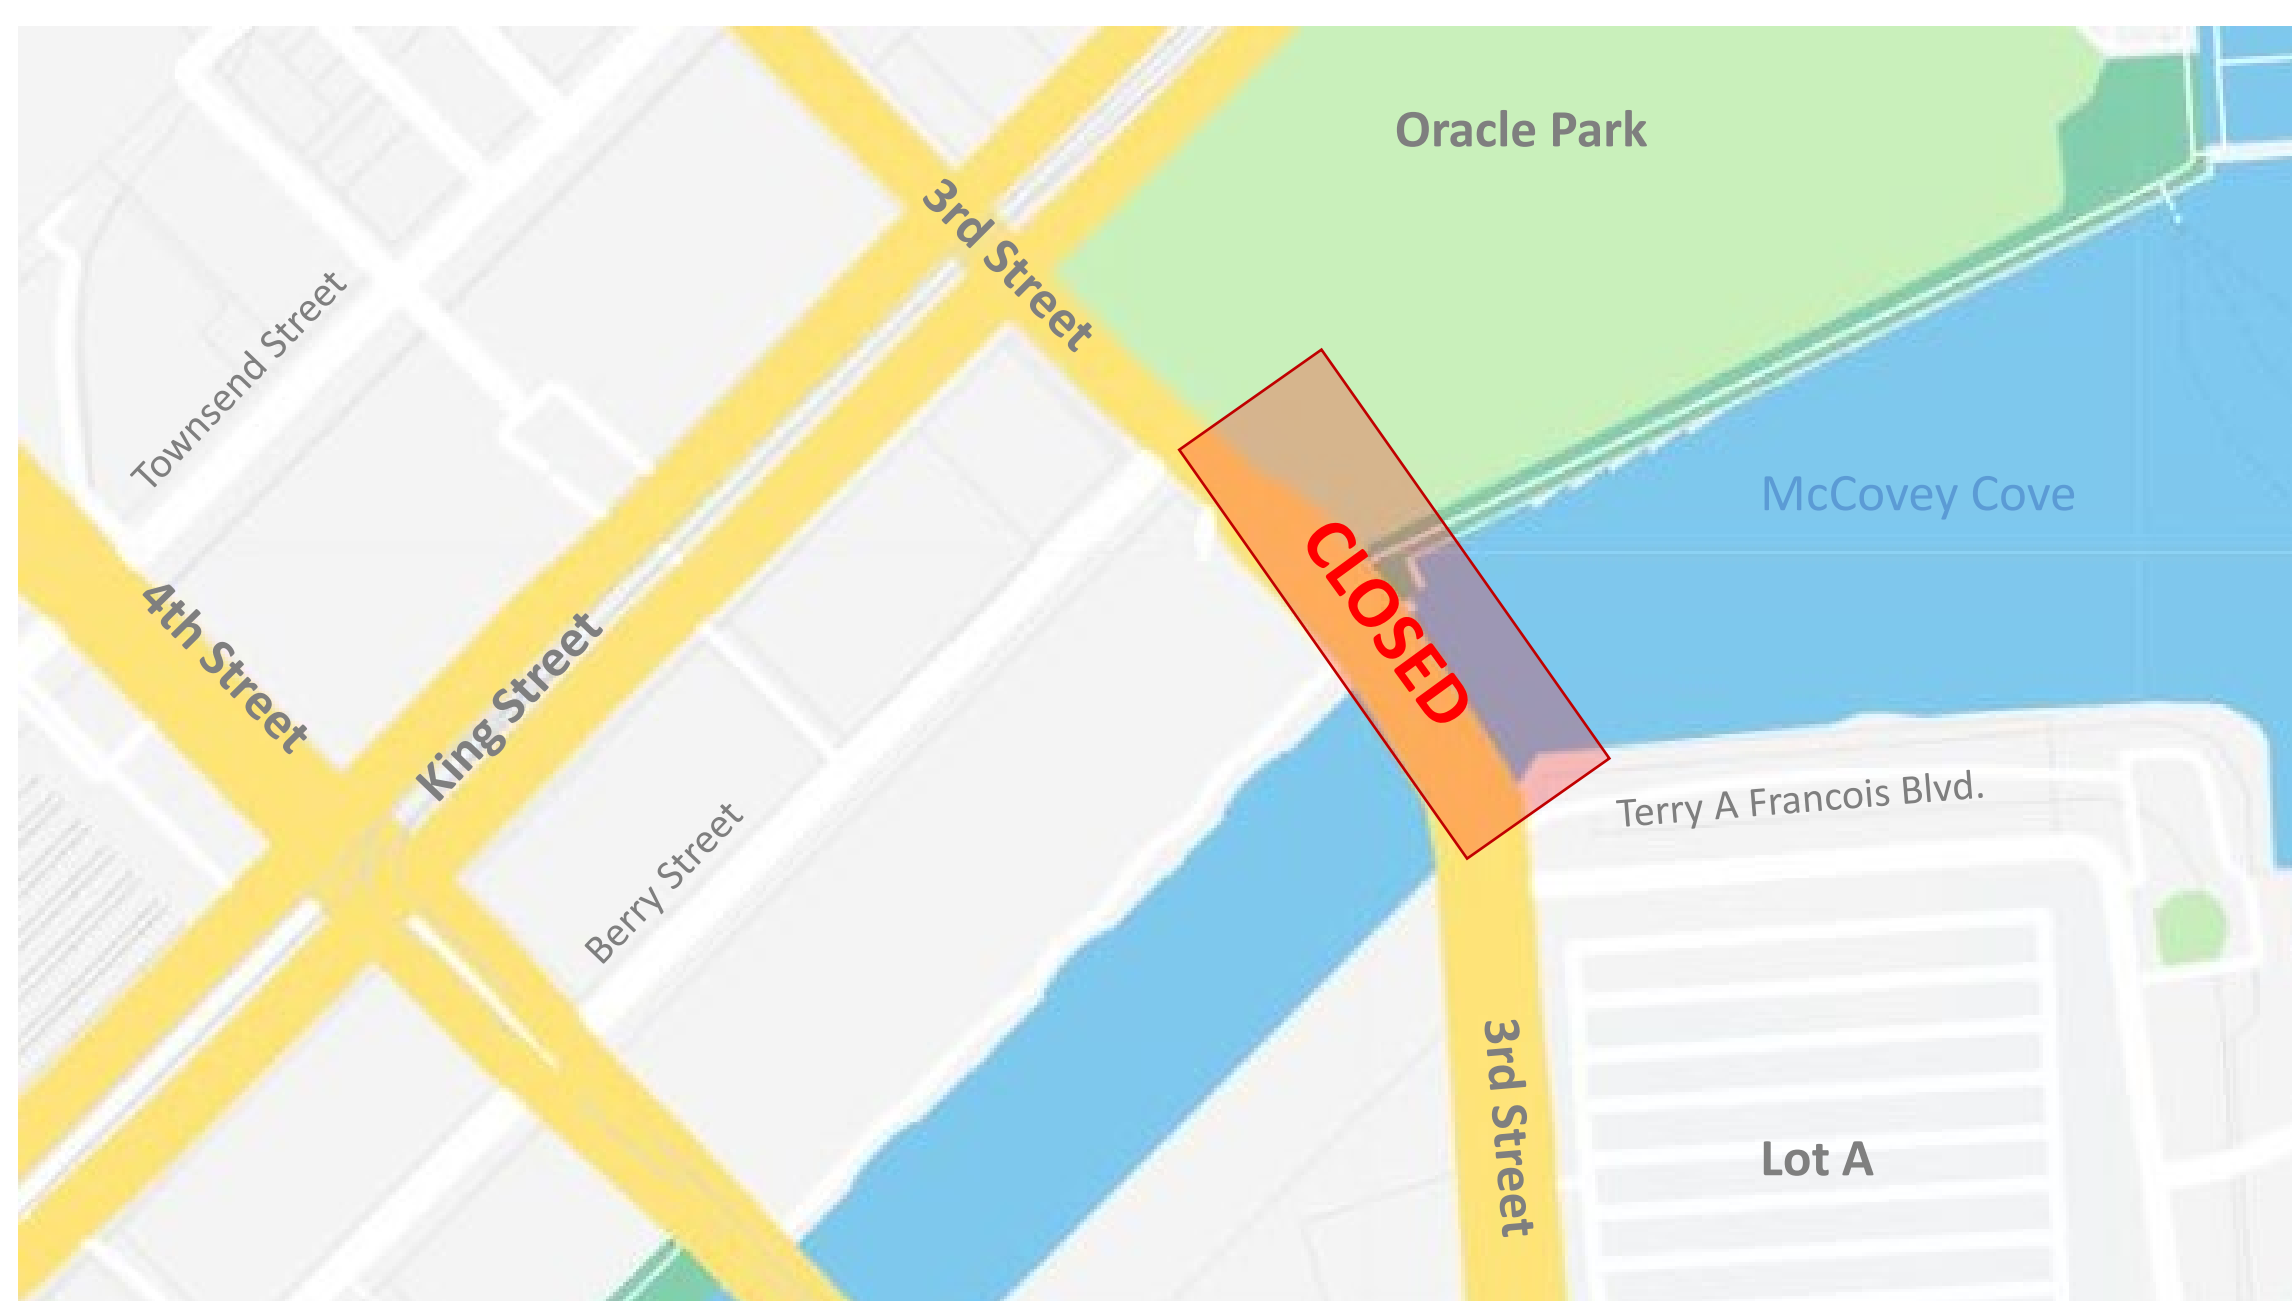 Oracle Park
3rd Street
Townsend Street
McCovey Cove
CLOSED
4th Street
King Street
Terry A Francois Blvd.
Berry Street
3rd Street
Lot A